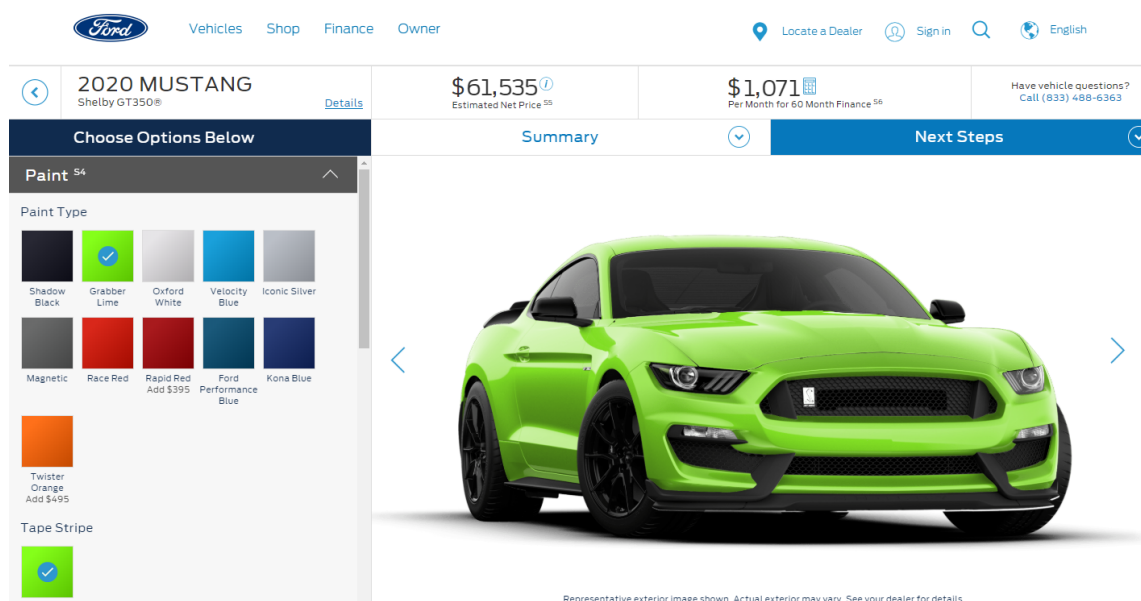 Ford
Vehicles Shop Finance Owner
Locate a Dealer Sign in English
2020 MUSTANG
Shelby GT350®
Details
$61,535 i
Estimated Net Price S5
$1,071
Per Month for 60 Month Finance S6
Have vehicle questions?
Call (833) 488-6363
Choose Options Below
Summary
Next Steps
Paint S4
Paint Type
Shadow
Black
Grabber
Lime
Oxford
White
Velocity
Blue
Iconic Silver
Magnetic
Race Red
Rapid Red
Add $395
Ford
Performance
Blue
Kona Blue
Twister
Orange
Add $495
Tape Stripe
Representative exterior image shown. Actual exterior may vary. See your dealer for details.